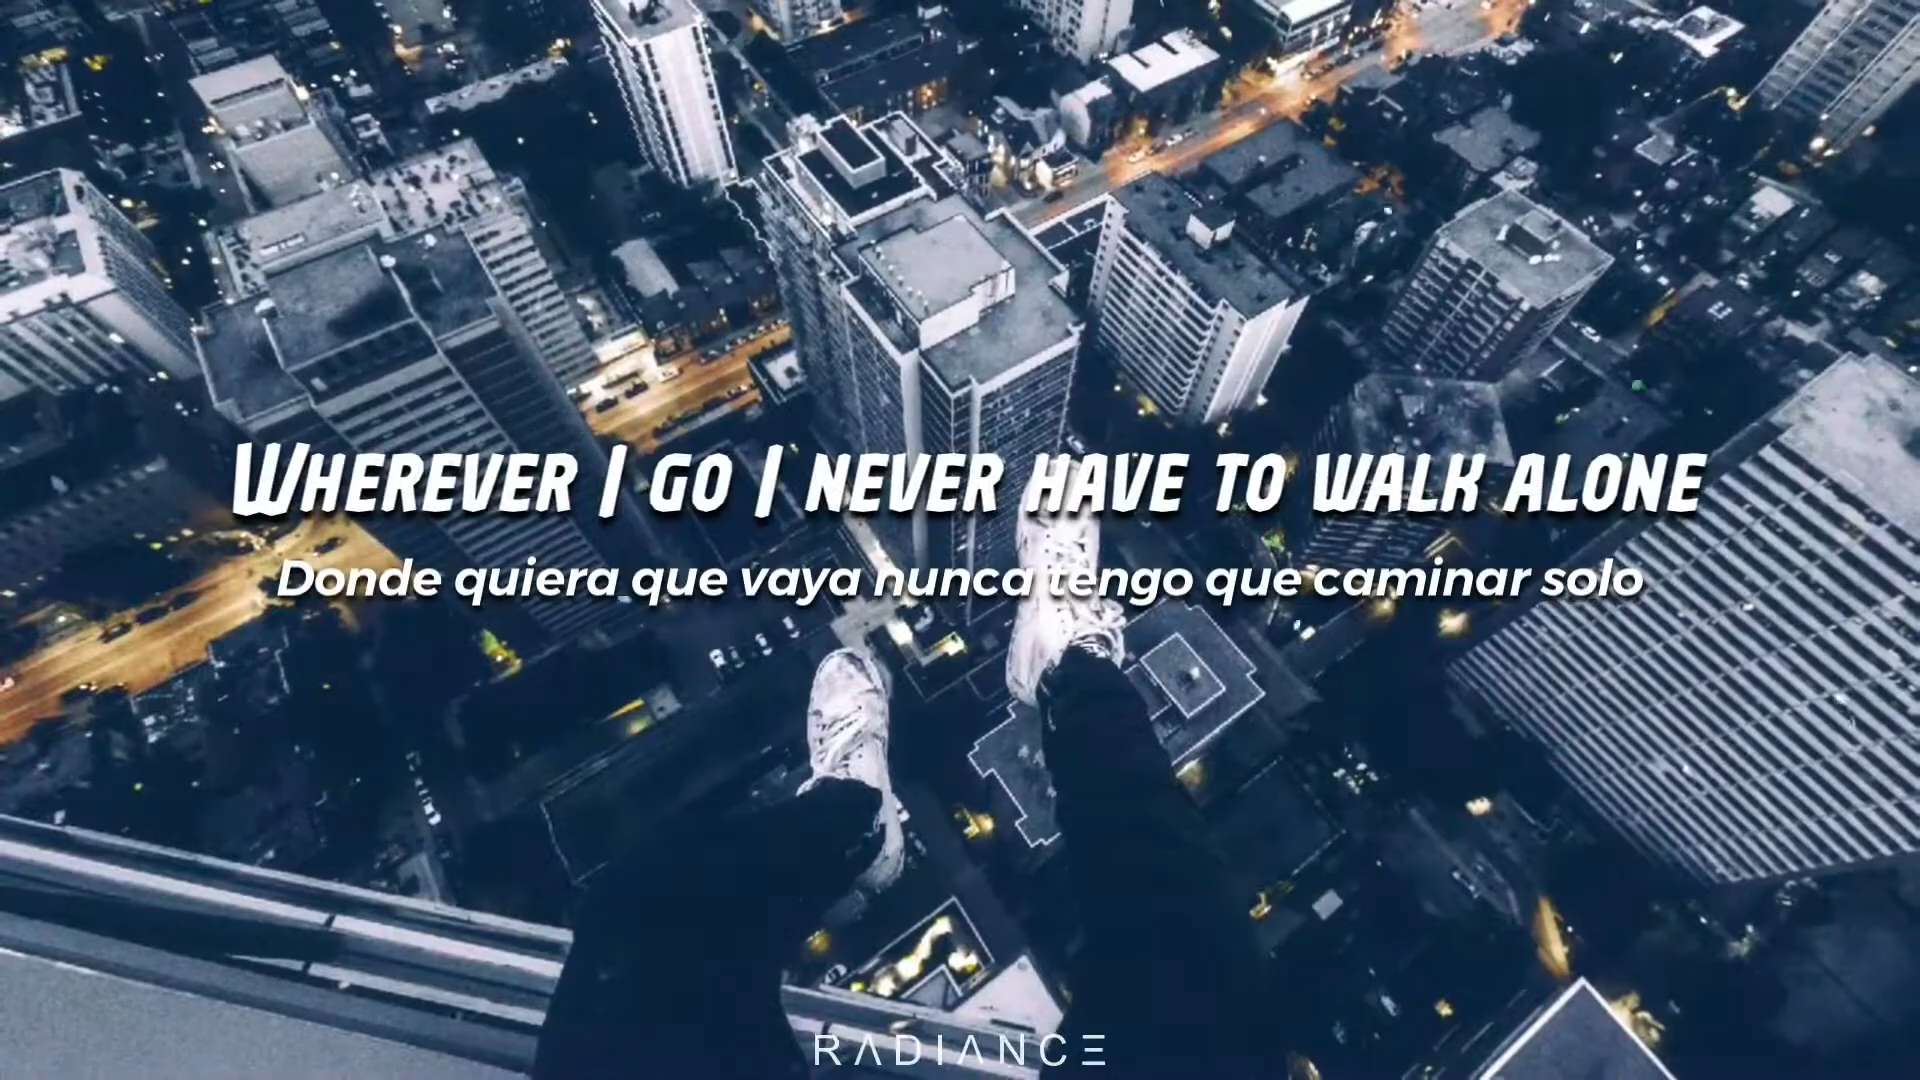 Wherever I go I never have to walk alone
Donde quiera que vaya nunca tengo que caminar solo
RADIANCE